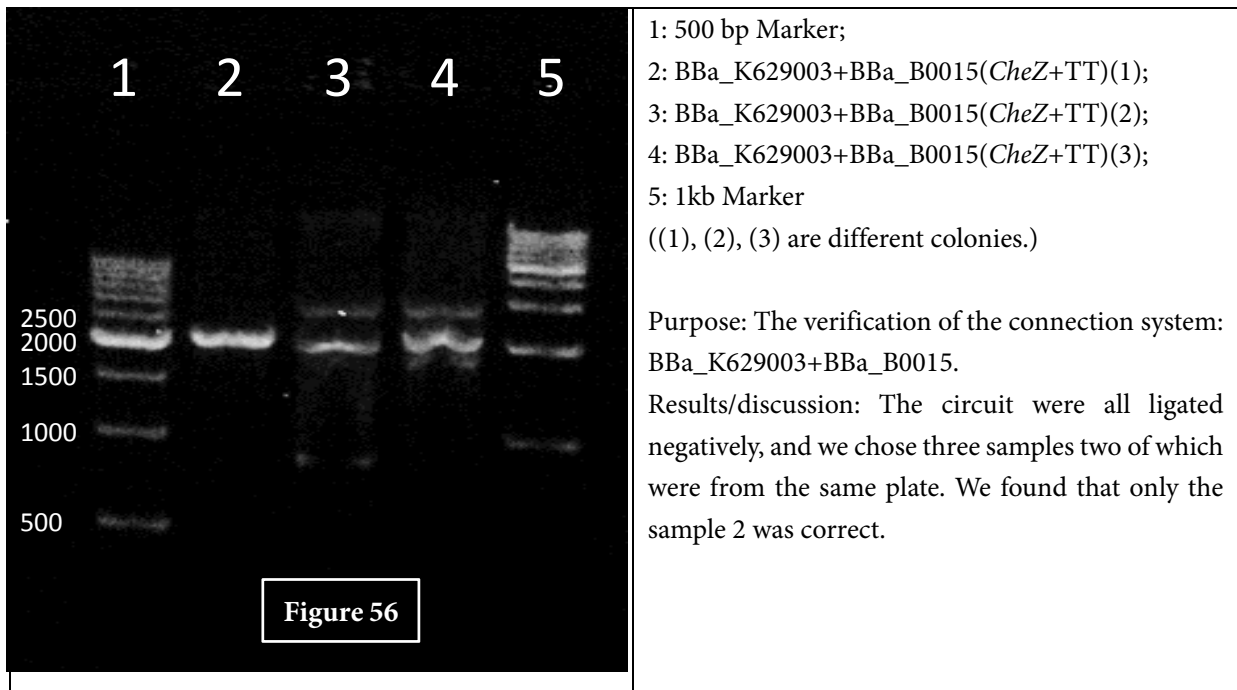 1 2 3 4 5
2500
2000
1500
1000
500
Figure 56
1: 500 bp Marker;
2: BBa_K629003+BBa_B0015(CheZ+TT)(1);
3: BBa_K629003+BBa_B0015(CheZ+TT)(2);
4: BBa_K629003+BBa_B0015(CheZ+TT)(3);
5: 1kb Marker
((1), (2), (3) are different colonies.)
Purpose: The verification of the connection system:
BBa_K629003+BBa_B0015.
Results/discussion: The circuit were all ligated
negatively, and we chose three samples two of which
were from the same plate. We found that only the
sample 2 was correct.